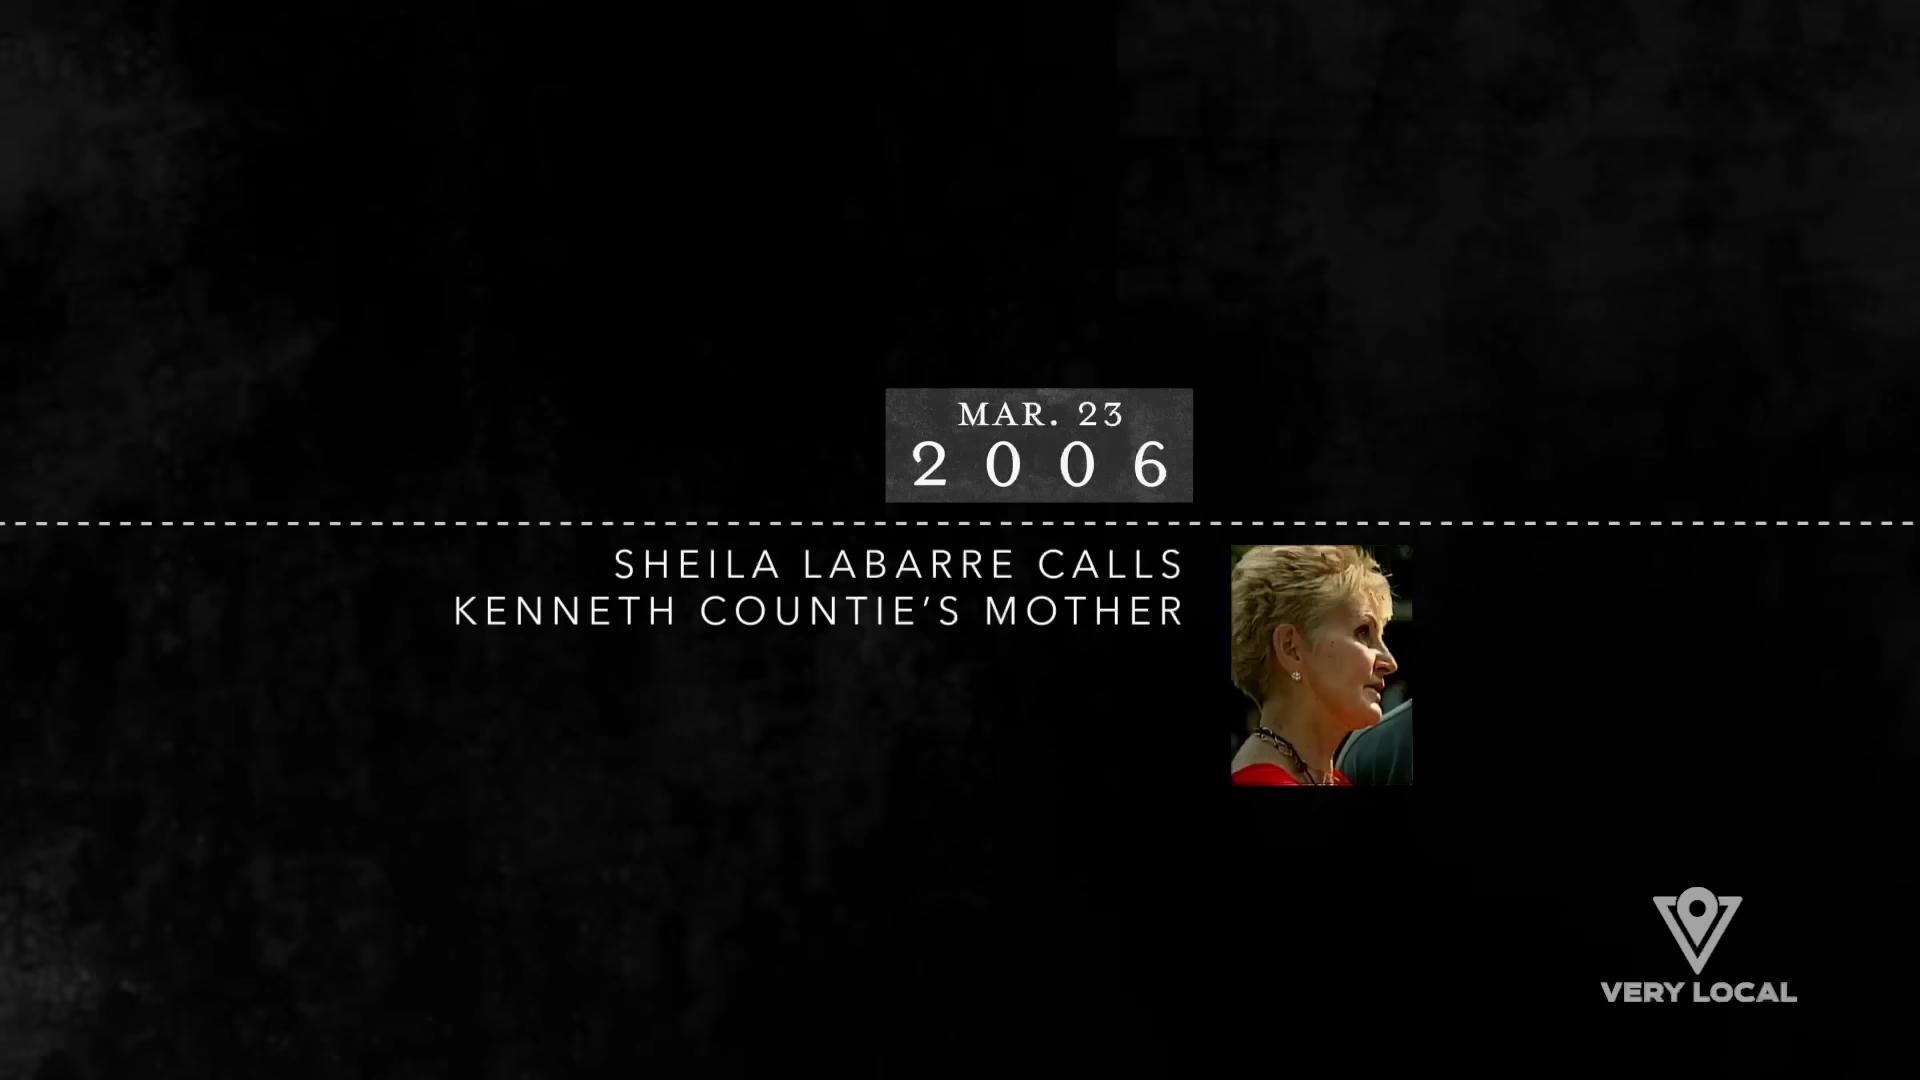 MAR. 23
2006
SHEILA LABARRE CALLS
KENNETH COUNTIE’S MOTHER
VERY LOCAL